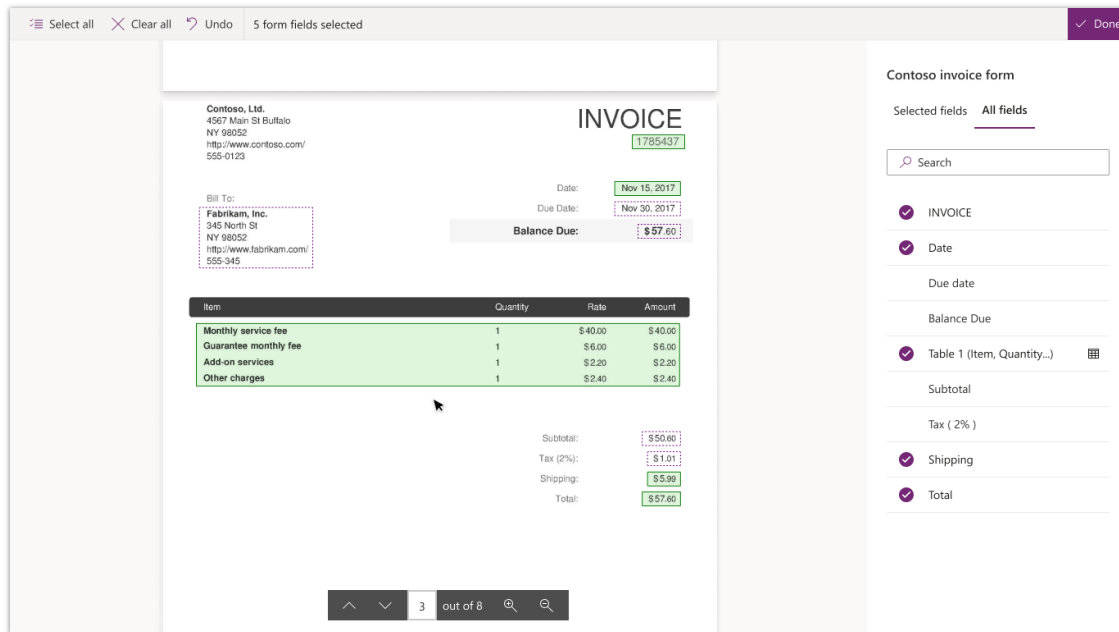 Select all Clear all Undo 5 form fields selected Done
Contoso, Ltd.
4567 Main St Buffalo
NY 98052
http://www.contoso.com/
555-0123
INVOICE
1785437
Date: Nov 15, 2017
Due Date: Nov 30, 2017
Balance Due: $57.60
Bill To:
Fabrikam, Inc.
345 North St
NY 98052
http://www.fabrikam.com/
555-345
Item Quantity Rate Amount
Monthly service fee 1 $40.00 $40.00
Guarantee monthly fee 1 $6.00 $6.00
Add-on services 1 $2.20 $2.20
Other charges 1 $2.40 $2.40
Subtotal: $50.60
Tax (2%): $1.01
Shipping: $5.99
Total: $57.60
3 out of 8
Contoso invoice form
Selected fields All fields
Search
INVOICE
Date
Due date
Balance Due
Table 1 (Item, Quantity...)
Subtotal
Tax ( 2% )
Shipping
Total